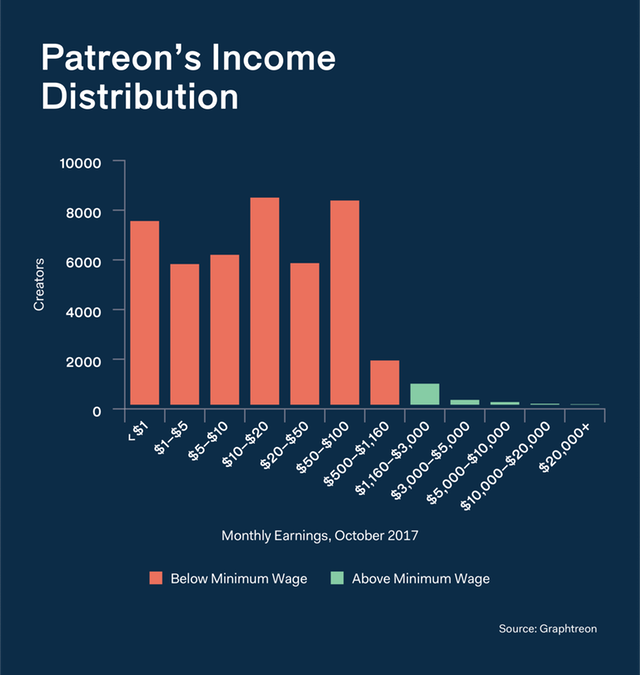 Patreon's Income
Distribution
10000
8000
6000
4000
2000
0
Creators
< $1
$1–$5
$5–$10
$10–$20
$20–$50
$50–$100
$500–$1,160
$1,160–$3,000
$3,000–$5,000
$5,000–$10,000
$10,000–$20,000
$20,000+
Monthly Earnings, October 2017
Below Minimum Wage
Above Minimum Wage
Source: Graphtreon